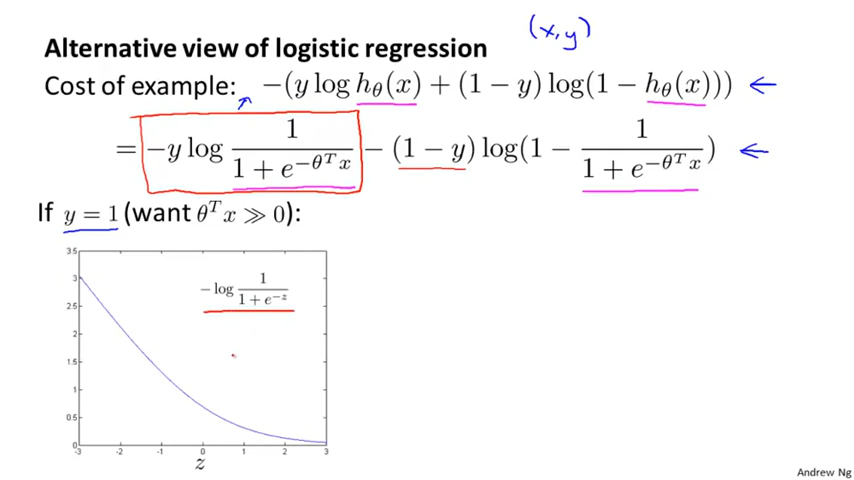 (x,y)
Alternative view of logistic regression
Cost of example: −(y log hθ(x) + (1 − y) log(1 − hθ(x))) ←
= −y log 1/(1 + e^{−θ^T x}) − (1 − y) log(1 − 1/(1 + e^{−θ^T x})) ←
If y = 1 (want θ^T x ≫ 0):
3.5
3
2.5
2
1.5
1
0.5
0
− log 1/(1 + e^{−z})
-3 -2 -1 0 1 2 3
z
Andrew Ng